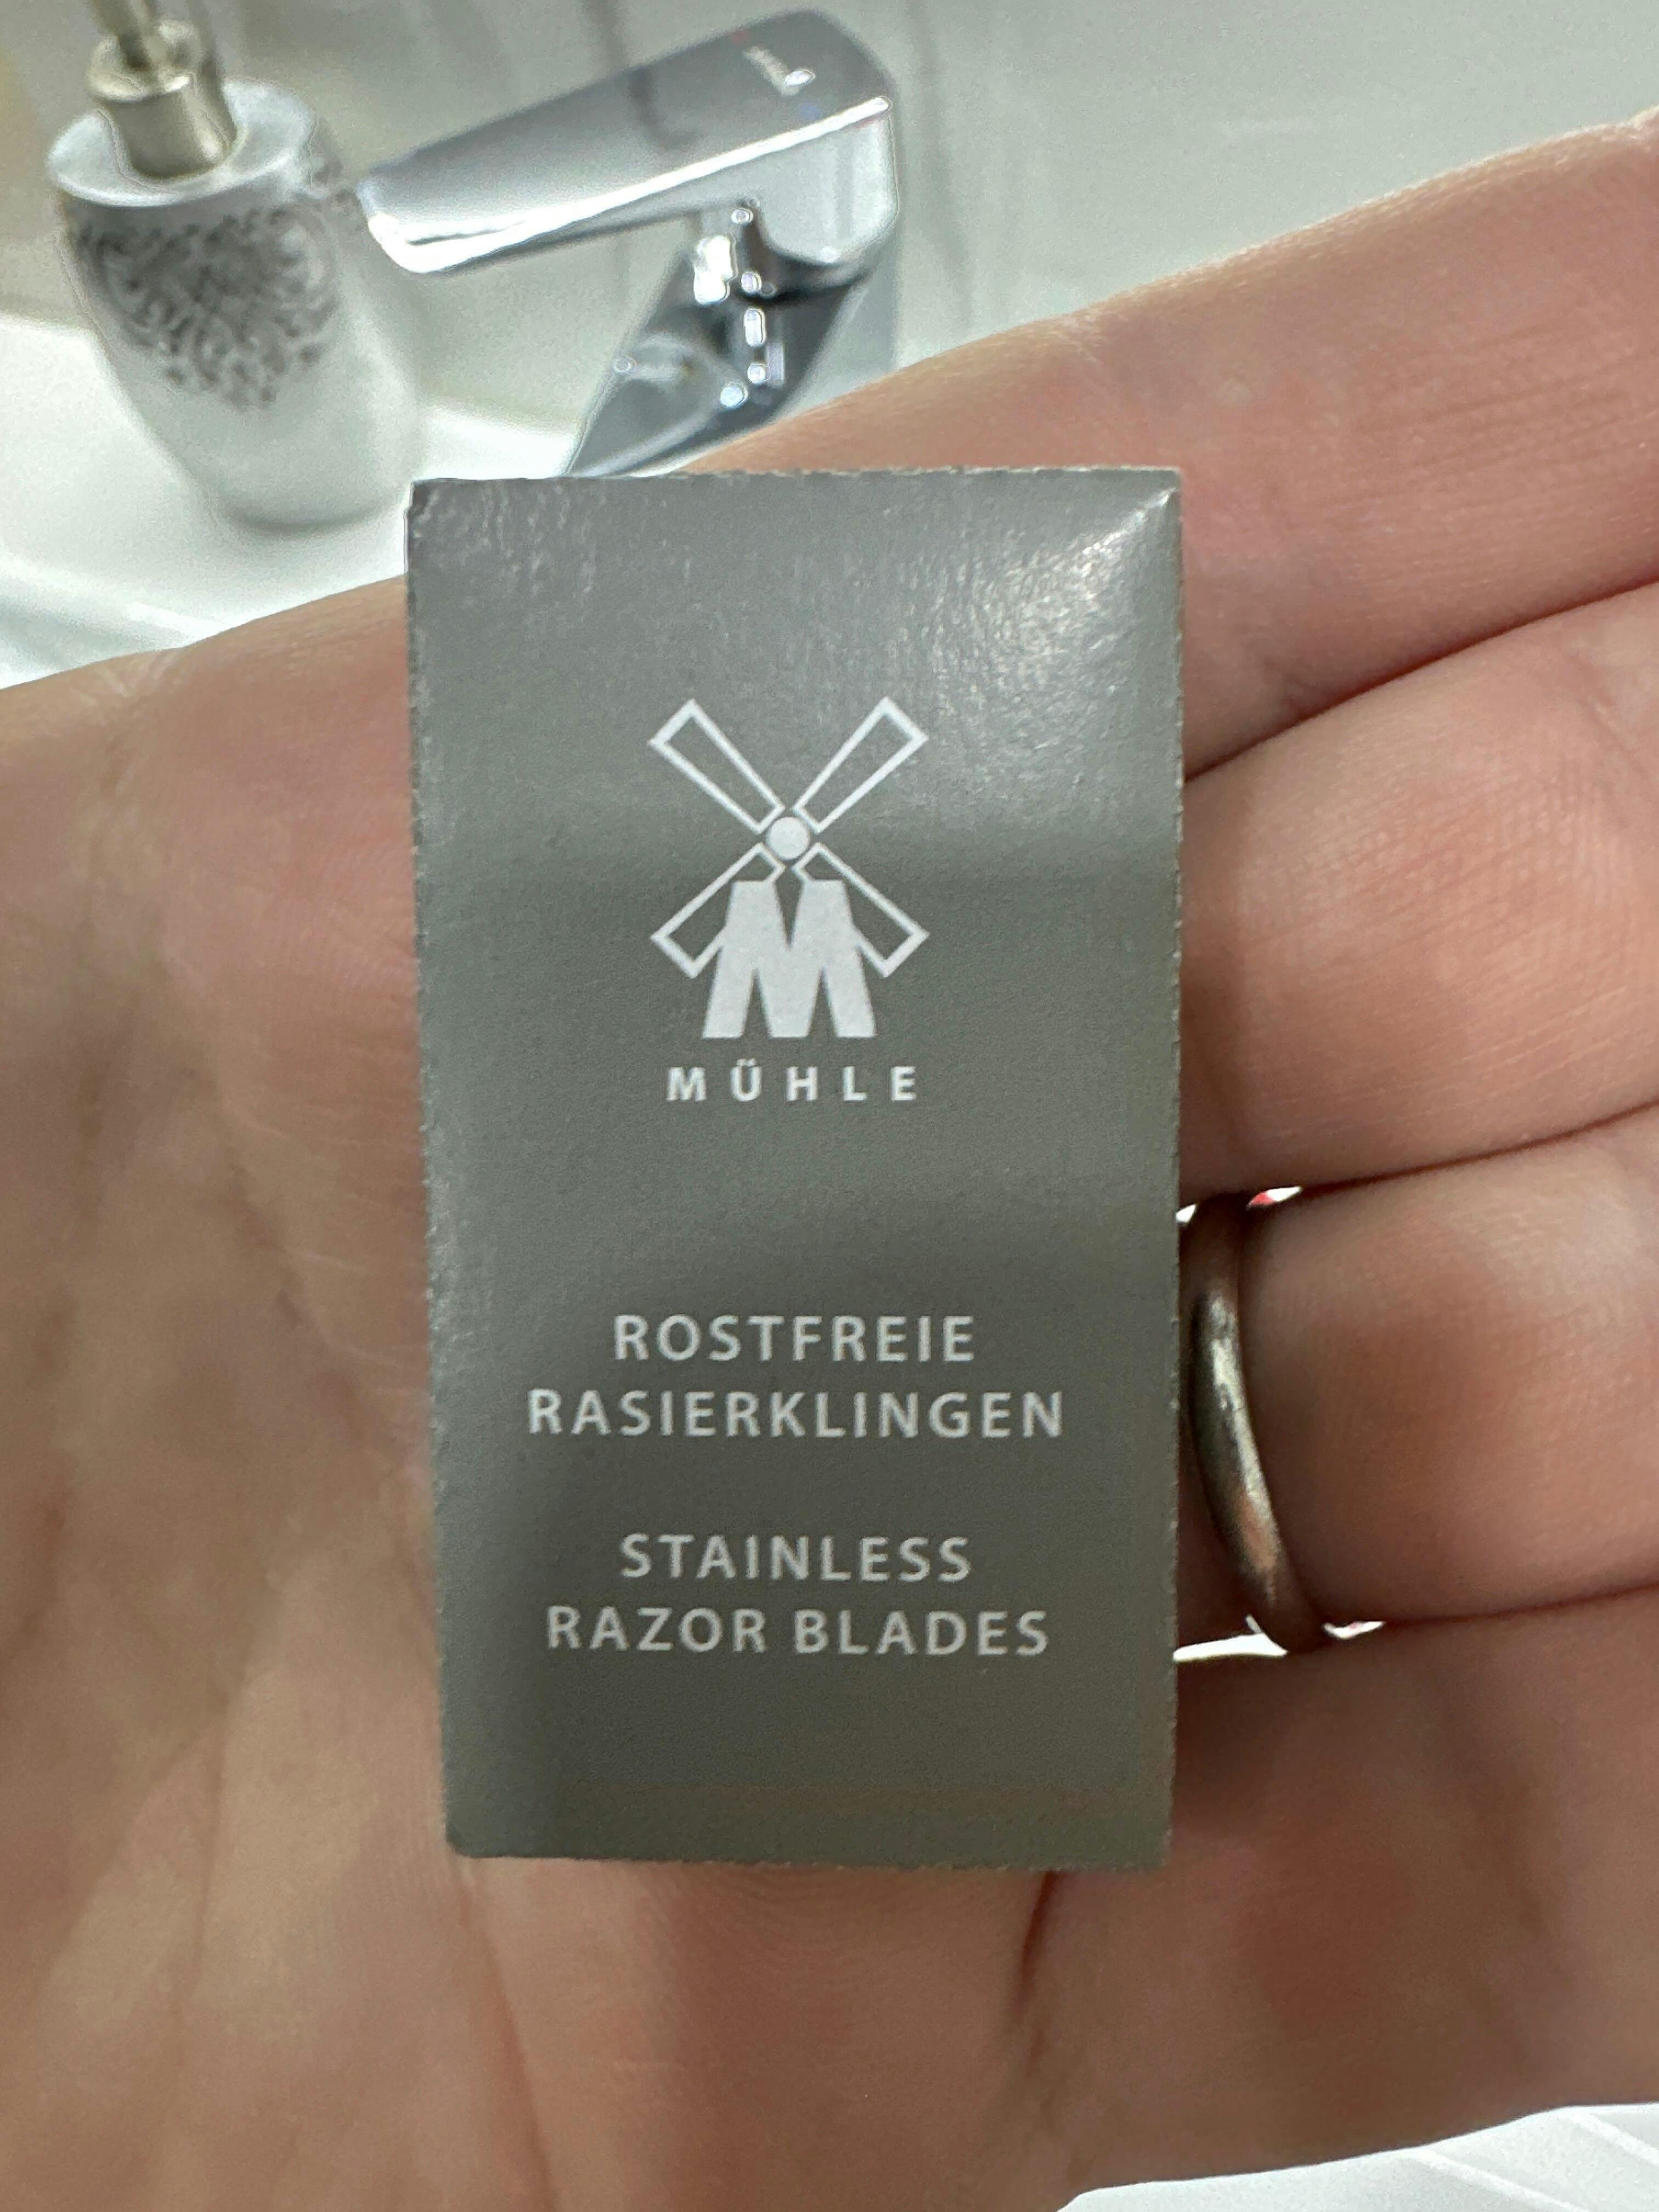 MÜHLE
ROSTFREIE
RASIERKLINGEN
STAINLESS
RAZOR BLADES